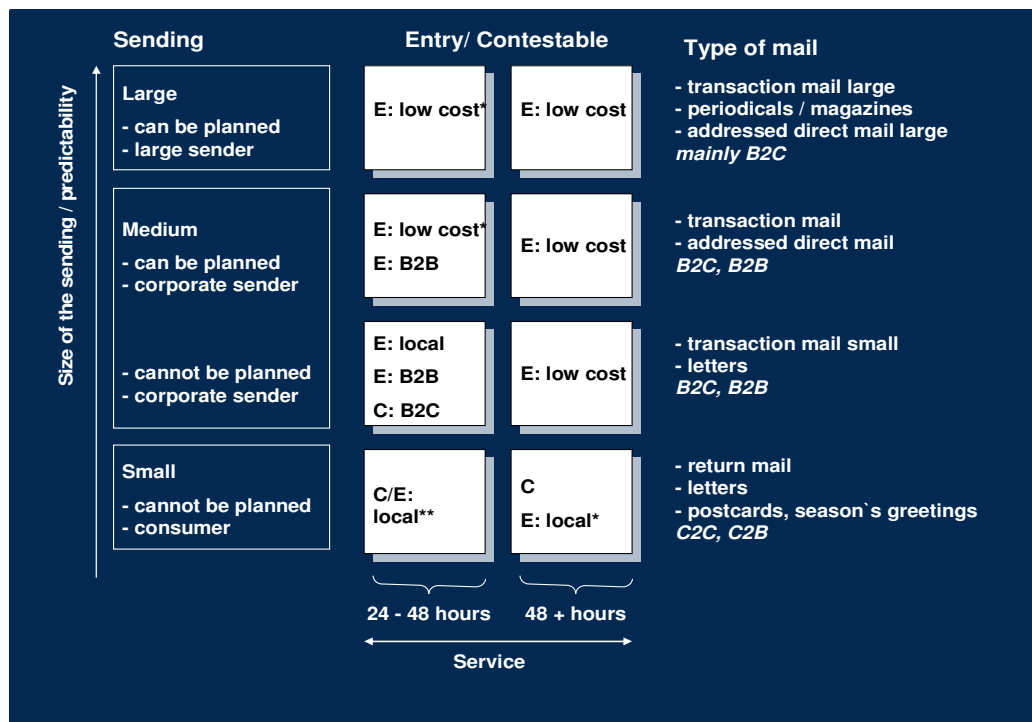 Sending
Entry/ Contestable
Type of mail
Size of the sending / predictability
Large
- can be planned
- large sender
E: low cost*
E: low cost
- transaction mail large
- periodicals / magazines
- addressed direct mail large
mainly B2C
Medium
- can be planned
- corporate sender
E: low cost*
E: B2B
E: low cost
- transaction mail
- addressed direct mail
B2C, B2B
- cannot be planned
- corporate sender
E: local
E: B2B
C: B2C
E: low cost
- transaction mail small
- letters
B2C, B2B
Small
- cannot be planned
- consumer
C/E:
local**
C
E: local*
- return mail
- letters
- postcards, season`s greetings
C2C, C2B
24 - 48 hours
48 + hours
Service